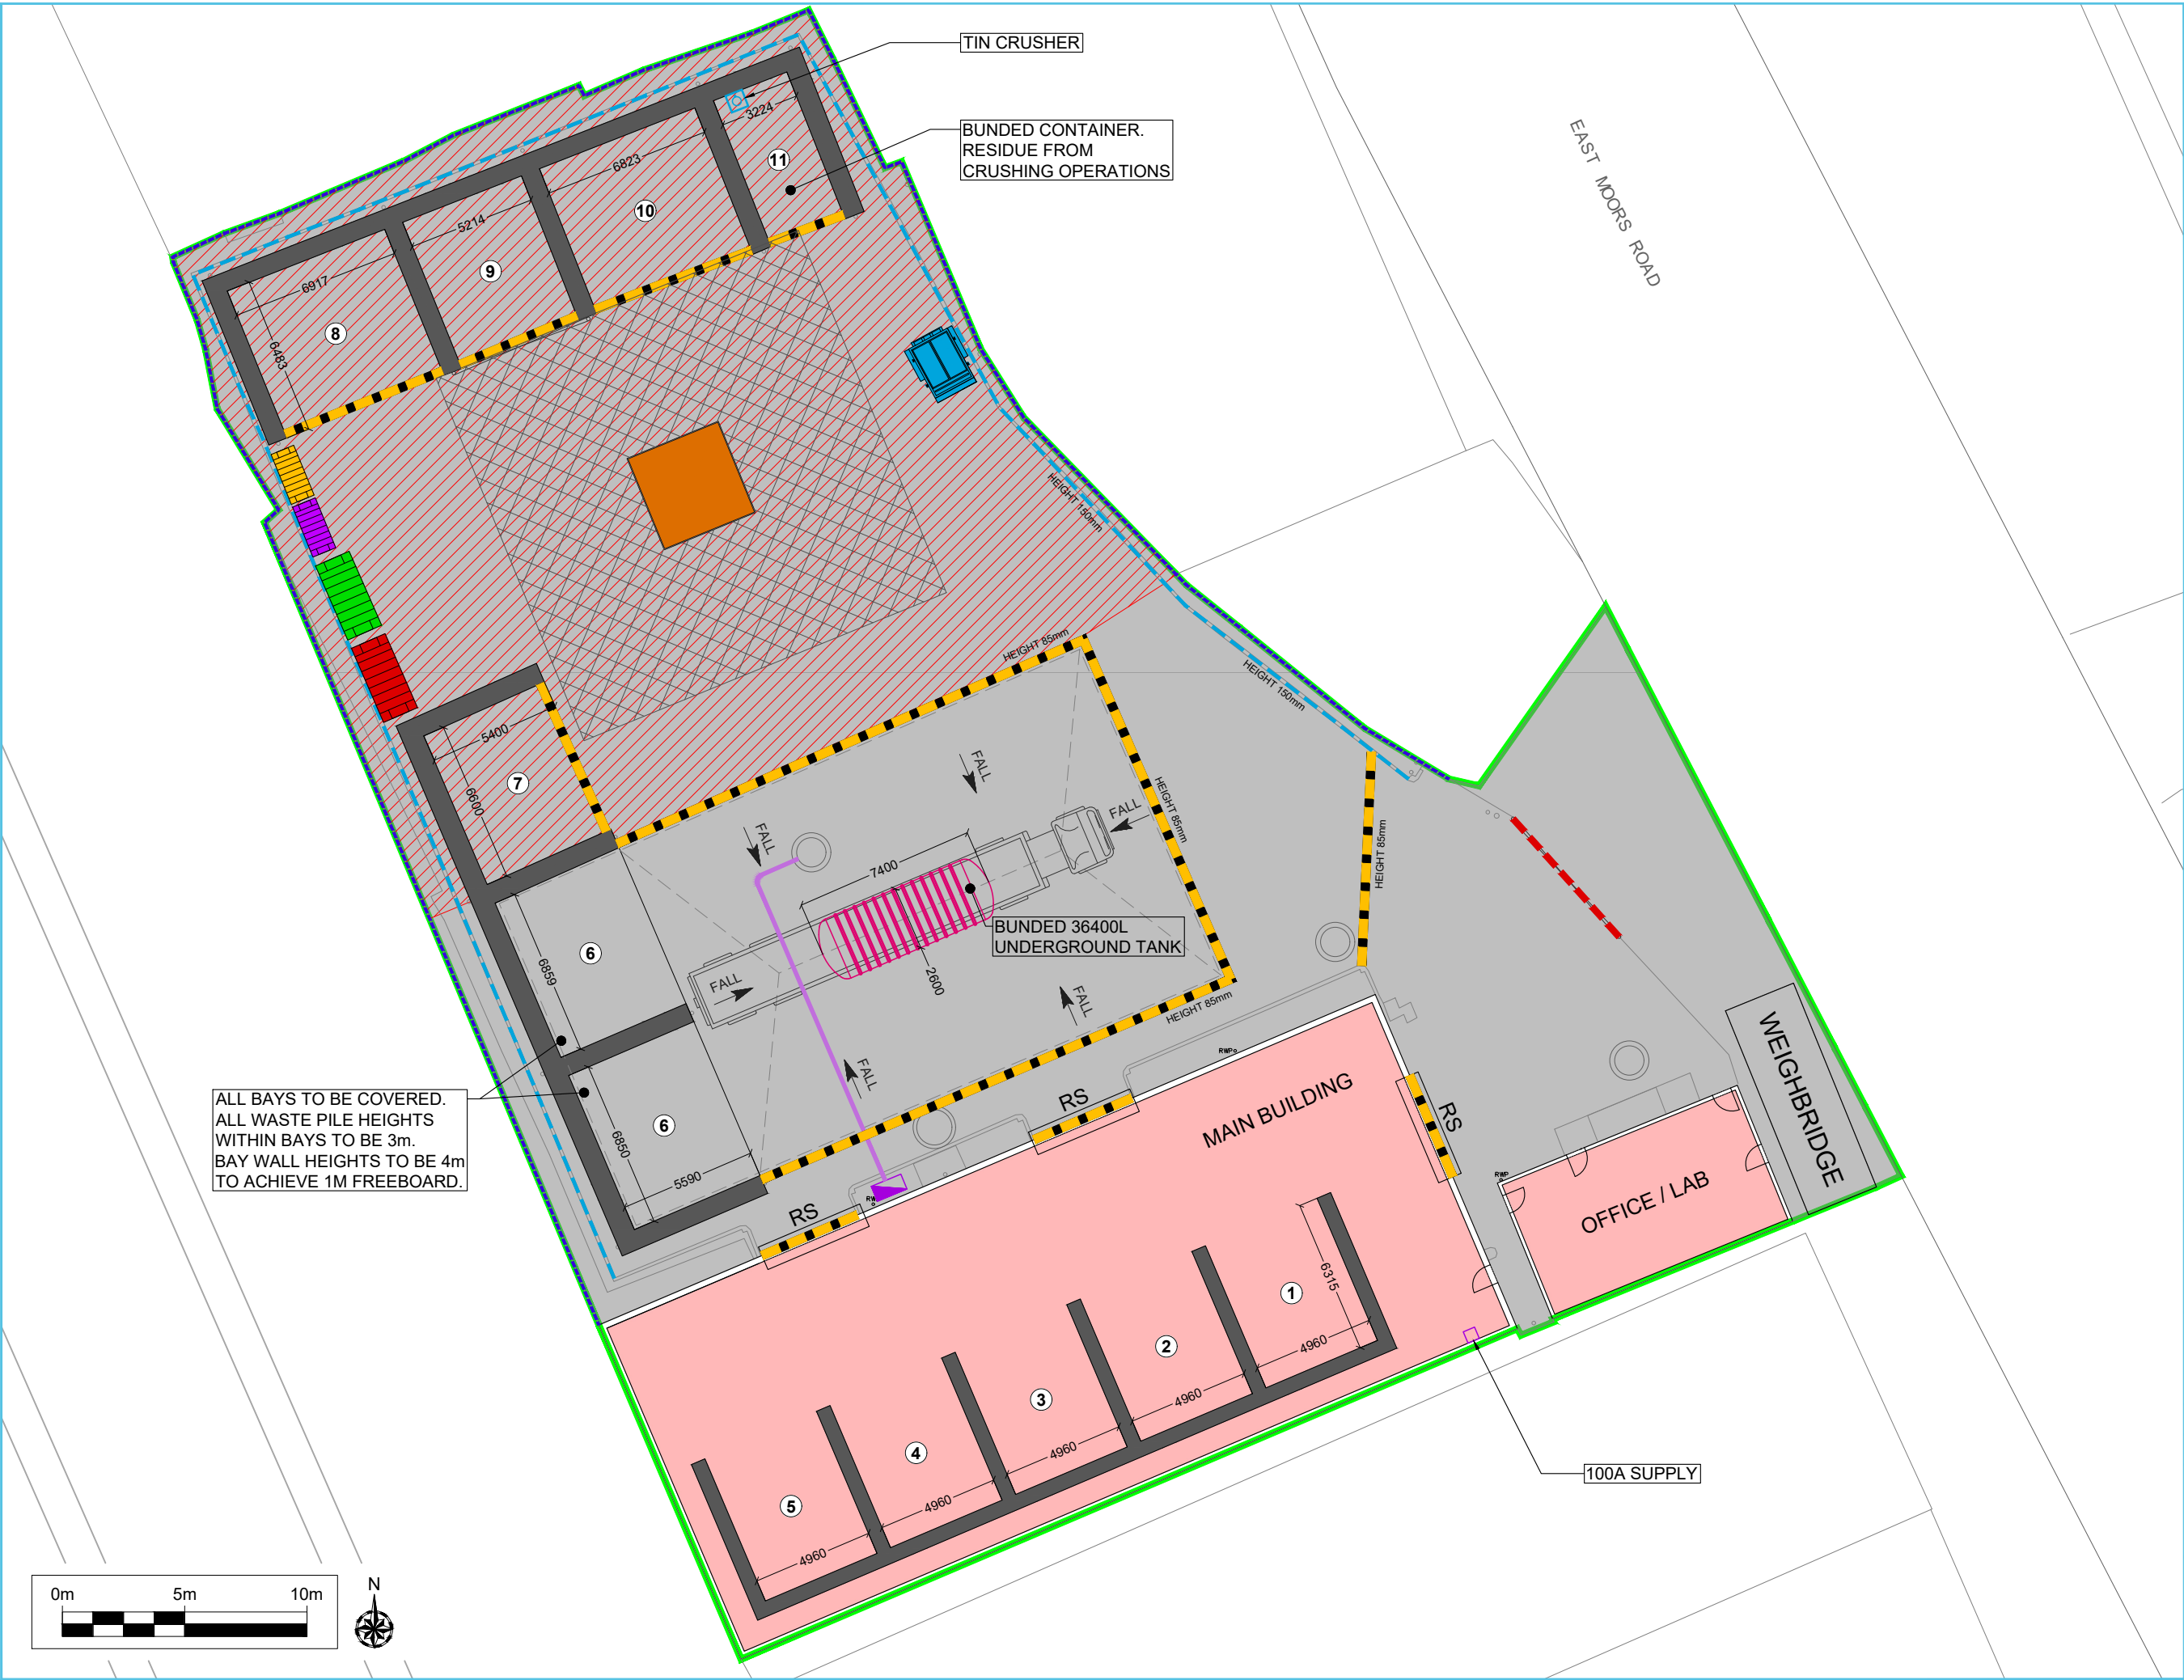 TIN CRUSHER
3224
BUNDED CONTAINER.
RESIDUE FROM
CRUSHING OPERATIONS
EAST MOORS ROAD
11
6823
10
5214
9
6917
8
6483
HEIGHT 150mm
HEIGHT 85mm
HEIGHT 150mm
5400
7
6600
FALL
FALL
FALL
HEIGHT 85mm
HEIGHT 85mm
7400
BUNDED 36400L
UNDERGROUND TANK
6
6859
FALL
2600
FALL
HEIGHT 85mm
FALL
WEIGHBRIDGE
RWP
MAIN BUILDING
RS
RS
ALL BAYS TO BE COVERED.
ALL WASTE PILE HEIGHTS
WITHIN BAYS TO BE 3m.
BAY WALL HEIGHTS TO BE 4m
TO ACHIEVE 1M FREEBOARD.
6
6850
5590
RWP
OFFICE / LAB
RW
RS
1
6315
4960
2
4960
3
4960
4
4960
5
4960
100A SUPPLY
0m 5m 10m
N